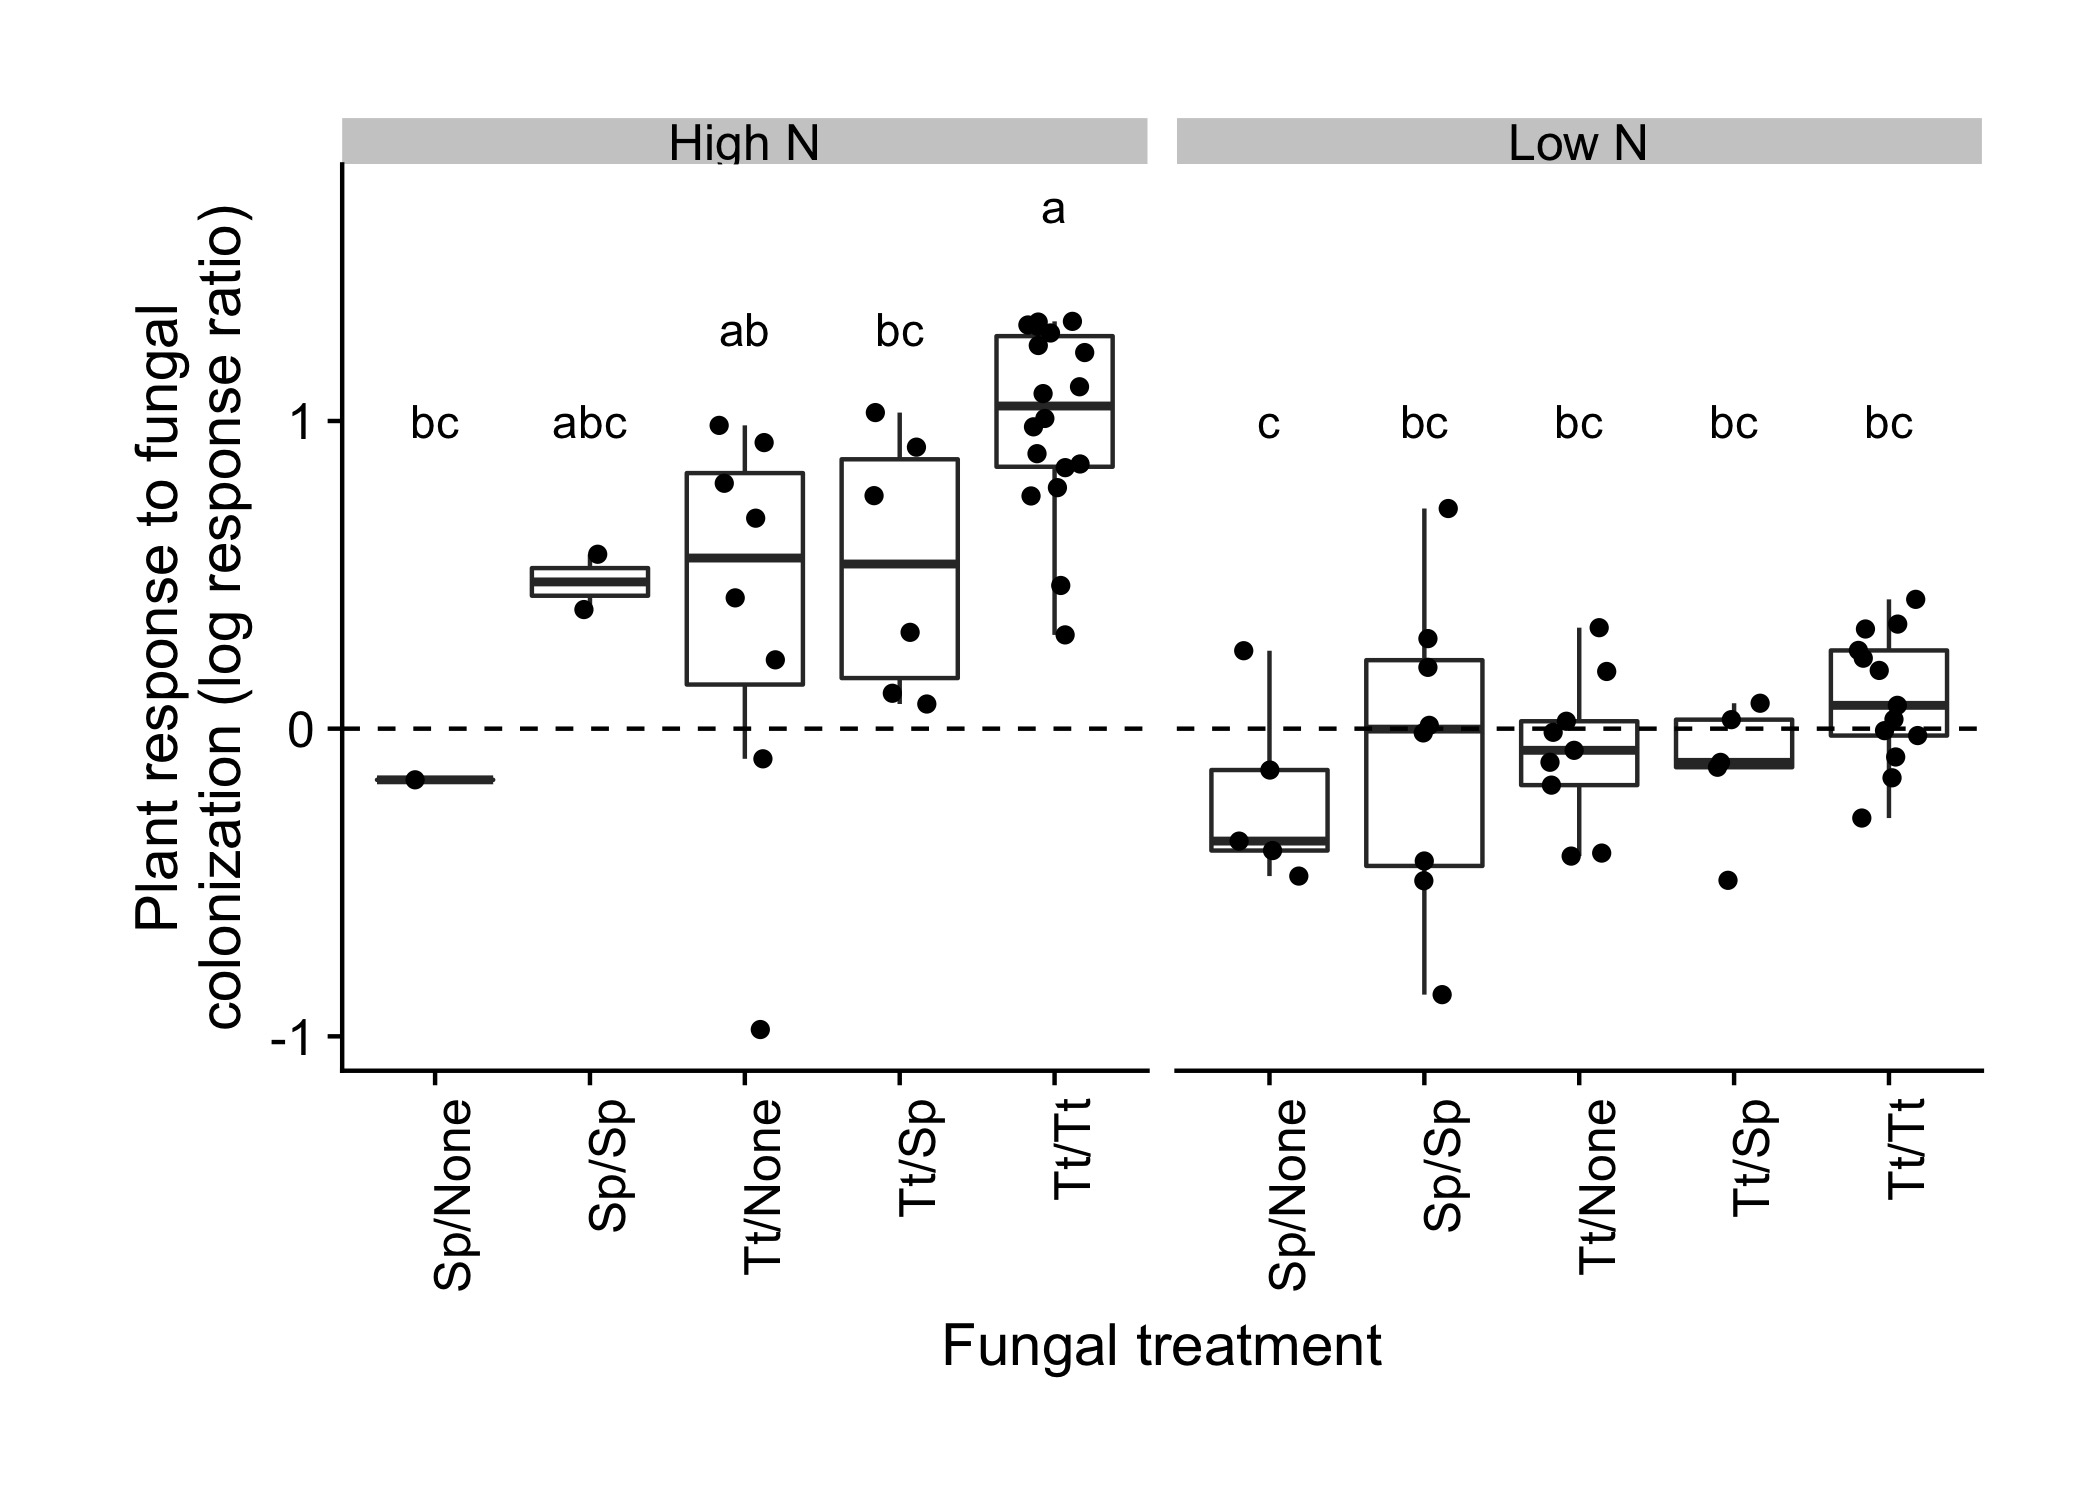 High N
Low N
Plant response to fungal
colonization (log response ratio)
1
0
-1
bc
abc
ab
bc
a
c
bc
bc
bc
bc
Sp/None
Sp/Sp
Tt/None
Tt/Sp
Tt/Tt
Sp/None
Sp/Sp
Tt/None
Tt/Sp
Tt/Tt
Fungal treatment